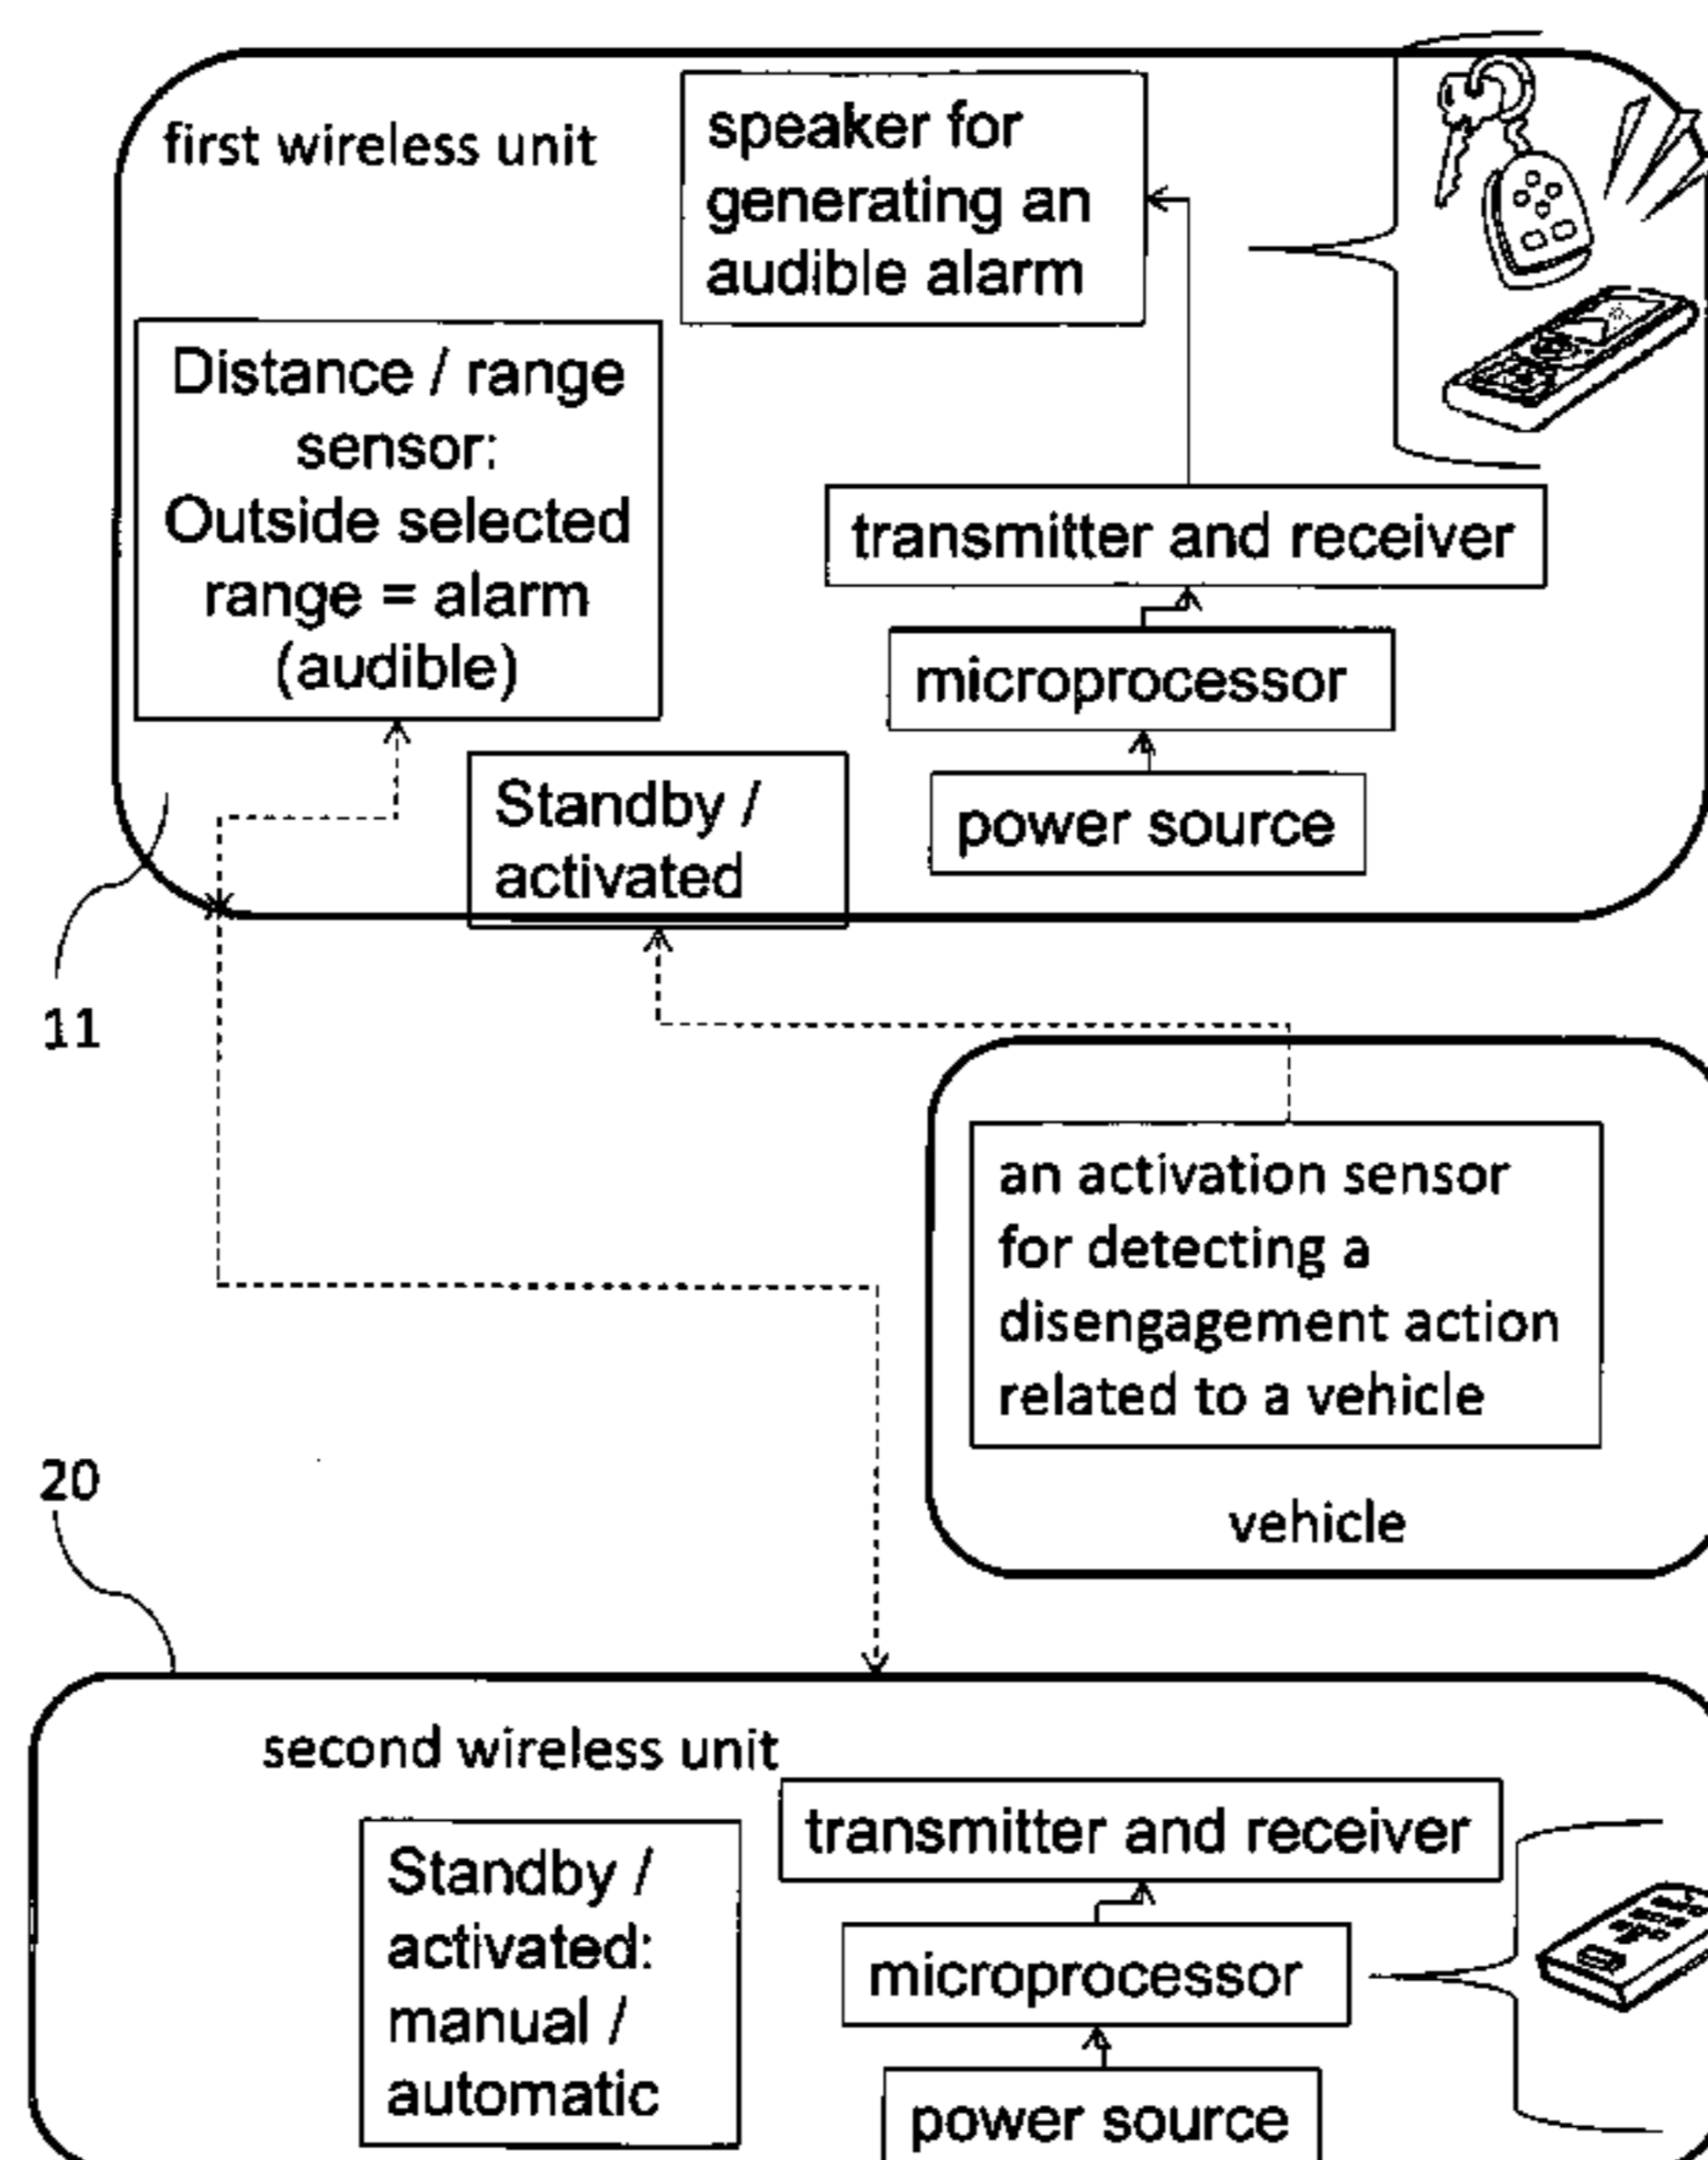 first wireless unit
speaker for
generating an
audible alarm
Distance / range
sensor:
Outside selected
range = alarm
(audible)
transmitter and receiver
microprocessor
power source
Standby /
activated
11
an activation sensor
for detecting a
disengagement action
related to a vehicle
vehicle
20
second wireless unit
transmitter and receiver
Standby /
activated:
manual /
automatic
microprocessor
power source